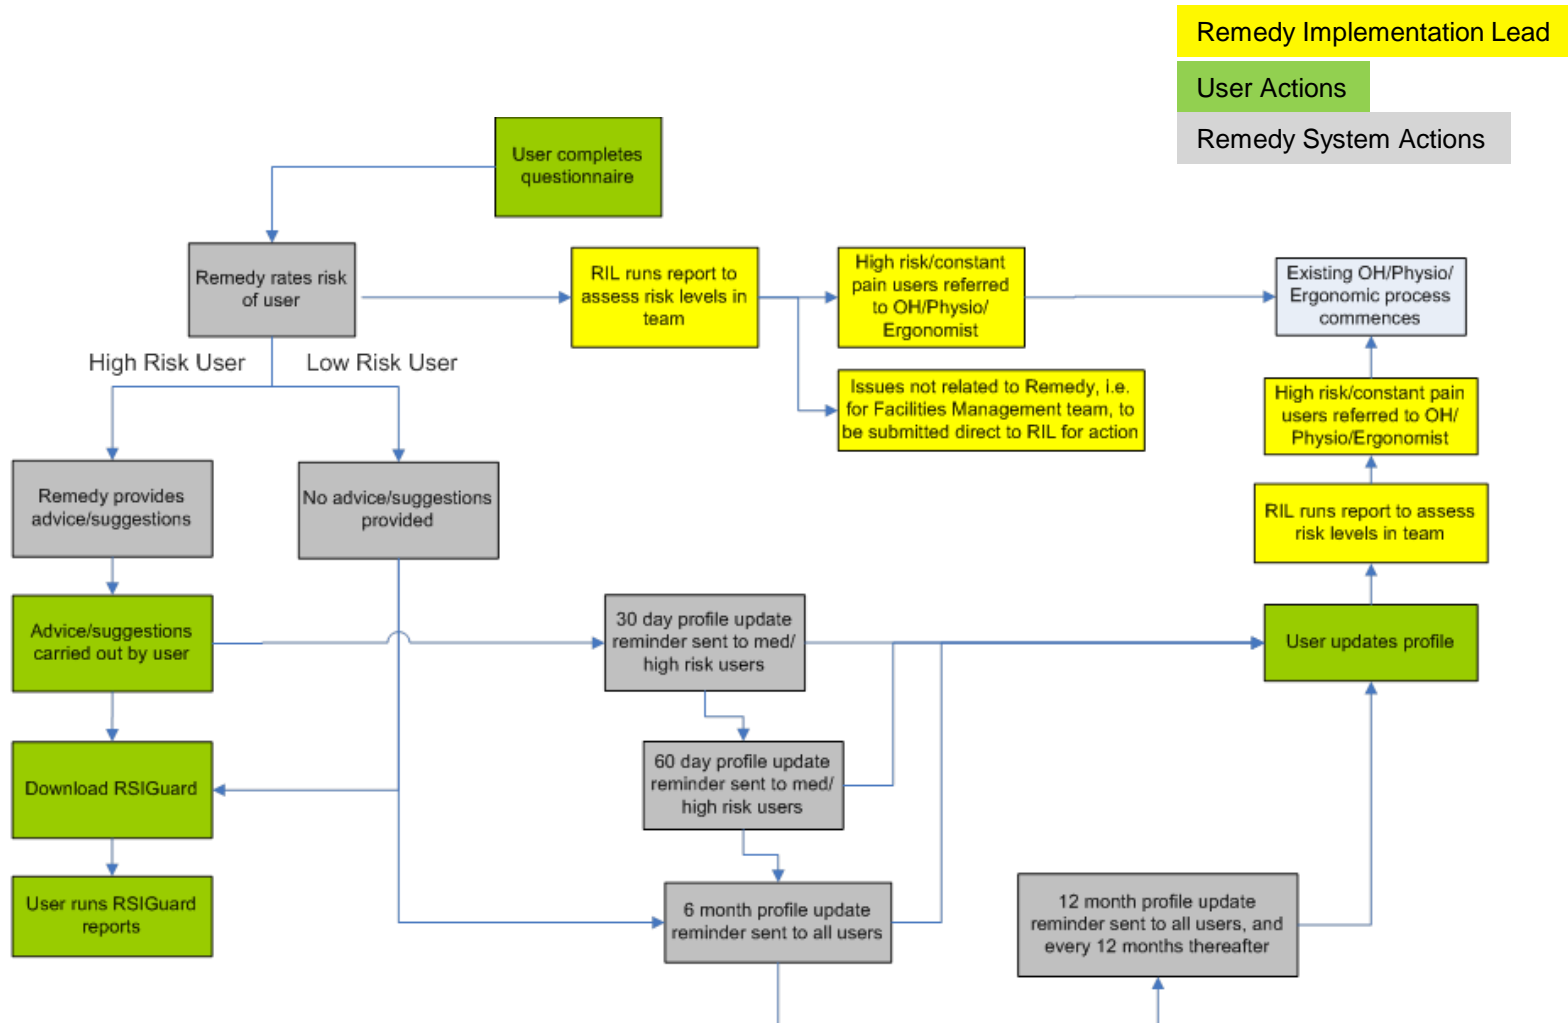 Remedy Implementation Lead
User Actions
Remedy System Actions
User completes
questionnaire
Remedy rates risk
of user
RIL runs report to
assess risk levels in
team
High risk/constant
pain users referred
to OH/Physio/
Ergonomist
Existing OH/Physio/
Ergonomic process
commences
High Risk User
Low Risk User
Issues not related to Remedy, i.e.
for Facilities Management team, to
be submitted direct to RIL for action
High risk/constant pain
users referred to OH/
Physio/Ergonomist
Remedy provides
advice/suggestions
No advice/suggestions
provided
RIL runs report to assess
risk levels in team
Advice/suggestions
carried out by user
30 day profile update
reminder sent to med/
high risk users
User updates profile
Download RSIGuard
60 day profile update
reminder sent to med/
high risk users
User runs RSIGuard
reports
6 month profile update
reminder sent to all users
12 month profile update
reminder sent to all users, and
every 12 months thereafter